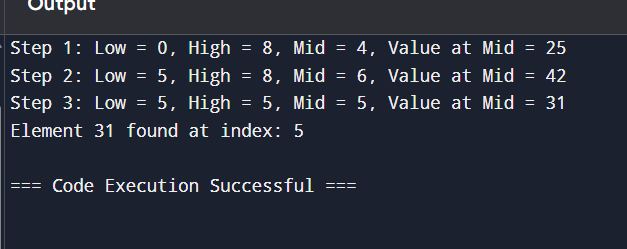 Output
Step 1: Low = 0, High = 8, Mid = 4, Value at Mid = 25
Step 2: Low = 5, High = 8, Mid = 6, Value at Mid = 42
Step 3: Low = 5, High = 5, Mid = 5, Value at Mid = 31
Element 31 found at index: 5
=== Code Execution Successful ===